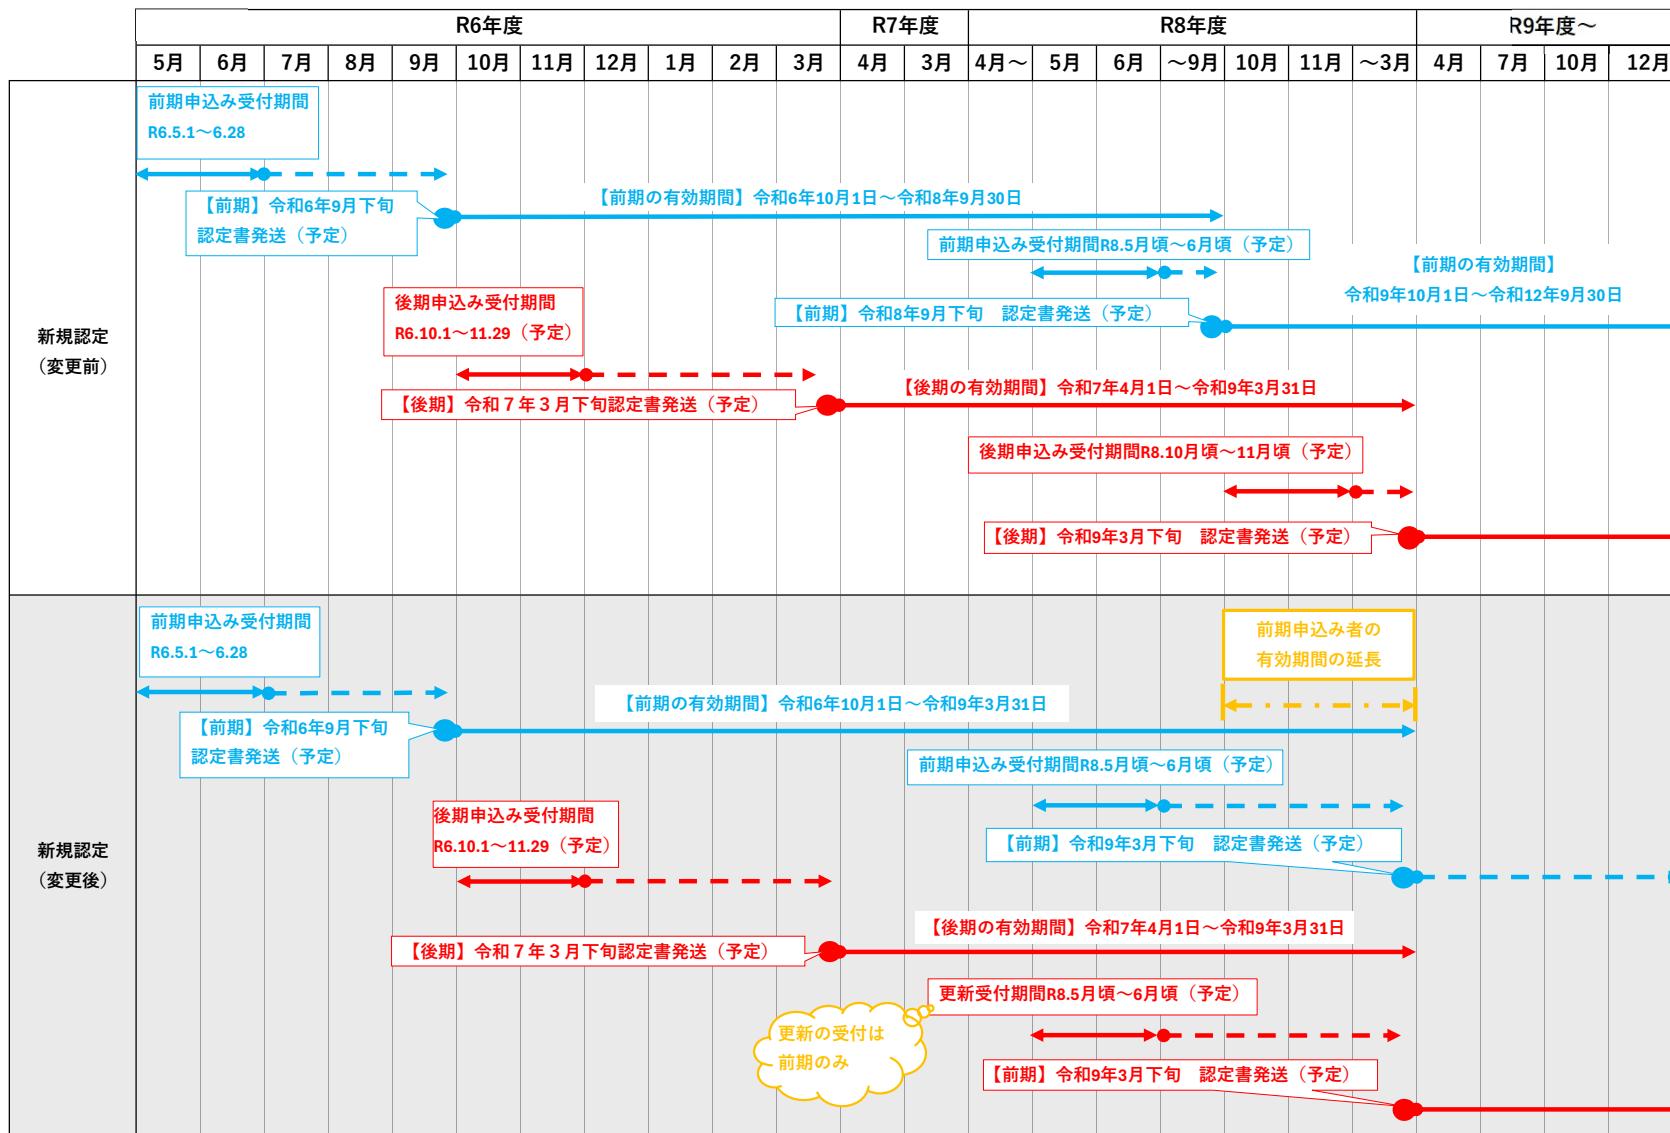 R6年度 R7年度 R8年度 R9年度～
5月 6月 7月 8月 9月 10月 11月 12月 1月 2月 3月 4月 3月 4月～ 5月 6月 ～9月 10月 11月 ～3月 4月 7月 10月 12月
新規認定
（変更前）
前期申込み受付期間
R6.5.1～6.28
【前期】令和6年9月下旬
認定書発送（予定）
【前期の有効期間】令和6年10月1日～令和8年9月30日
前期申込み受付期間R8.5月頃～6月頃（予定）
【前期の有効期間】
令和9年10月1日～令和12年9月30日
後期申込み受付期間
R6.10.1～11.29（予定）
【前期】令和8年9月下旬　認定書発送（予定）
【後期】令和７年３月下旬認定書発送（予定）
【後期の有効期間】令和7年4月1日～令和9年3月31日
後期申込み受付期間R8.10月頃～11月頃（予定）
【後期】令和9年3月下旬　認定書発送（予定）
新規認定
（変更後）
前期申込み受付期間
R6.5.1～6.28
前期申込み者の
有効期間の延長
【前期】令和6年9月下旬
認定書発送（予定）
【前期の有効期間】令和6年10月1日～令和9年3月31日
前期申込み受付期間R8.5月頃～6月頃（予定）
後期申込み受付期間
R6.10.1～11.29（予定）
【前期】令和9年3月下旬　認定書発送（予定）
【後期】令和７年３月下旬認定書発送（予定）
【後期の有効期間】令和7年4月1日～令和9年3月31日
更新受付期間R8.5月頃～6月頃（予定）
更新の受付は
前期のみ
【前期】令和9年3月下旬　認定書発送（予定）